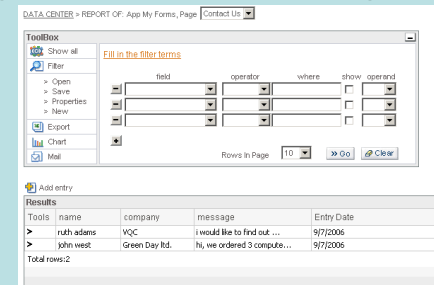 DATA CENTER > REPORT OF: App My Forms, Page Contact Us
ToolBox
Show all
Filter
> Open
> Save
> Properties
> New
Export
Chart
Mail
Fill in the filter terms
field operator where show operand
Rows In Page 10 >> Go Clear
Add entry
Results
Tools name company message Entry Date
> ruth adams VQC i would like to find out ... 9/7/2006
> john west Green Day ltd. hi, we ordered 3 compute... 9/7/2006
Total rows:2